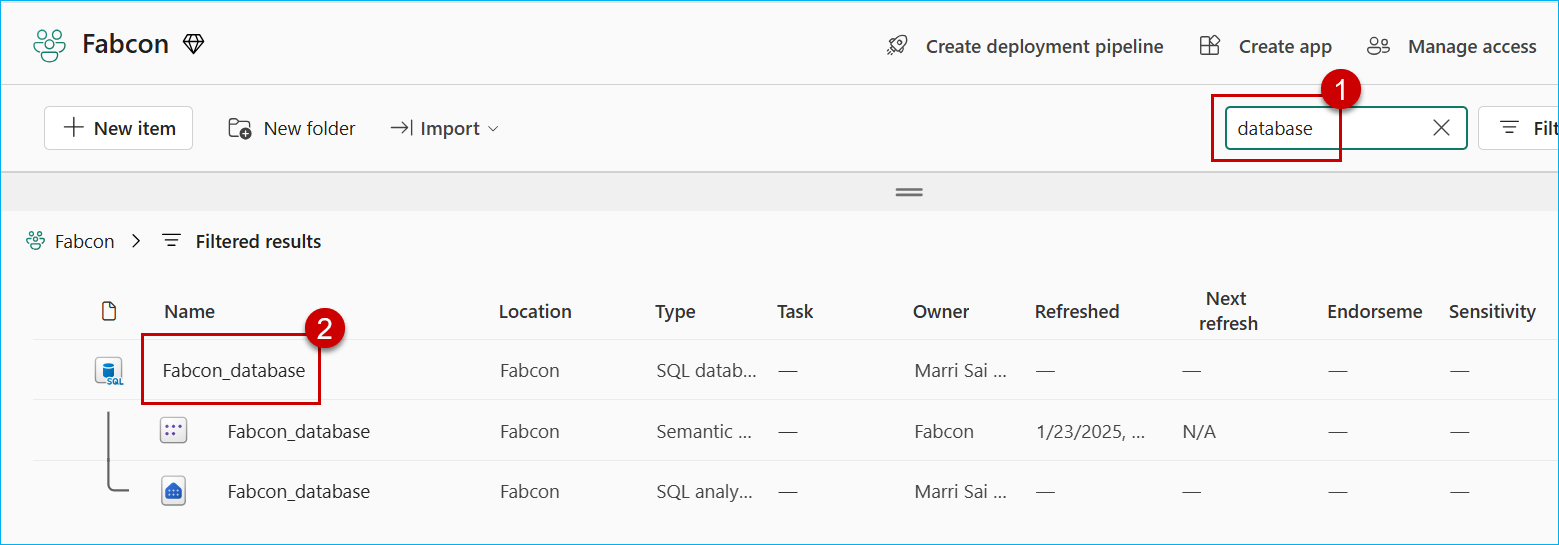 Fabcon
Create deployment pipeline Create app Manage access
1
New item New folder Import database Filt
Fabcon > Filtered results
Name Location Type Task Owner Refreshed Next refresh Endorseme Sensitivity
2
Fabcon_database Fabcon SQL datab... — Marri Sai ... — — — —
SQL
Fabcon_database Fabcon Semantic ... — Fabcon 1/23/2025, ... N/A — —
Fabcon_database Fabcon SQL analy... — Marri Sai ... — — — —